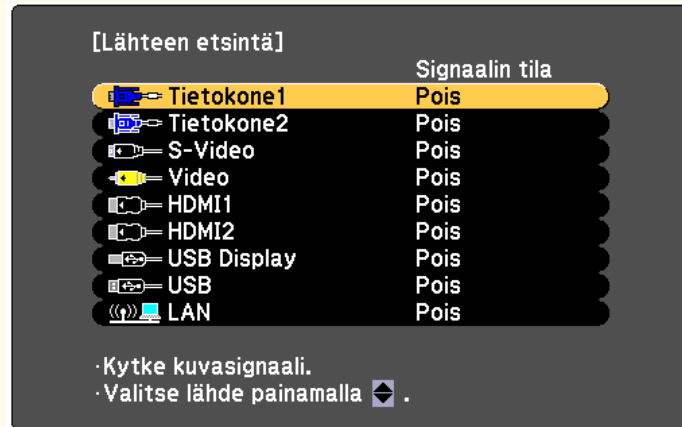 [Lähteen etsintä]
Signaalin tila
Tietokone1 Pois
Tietokone2 Pois
S-Video Pois
Video Pois
HDMI1 Pois
HDMI2 Pois
USB Display Pois
USB Pois
LAN Pois
·Kytke kuvasignaali.
·Valitse lähde painamalla .